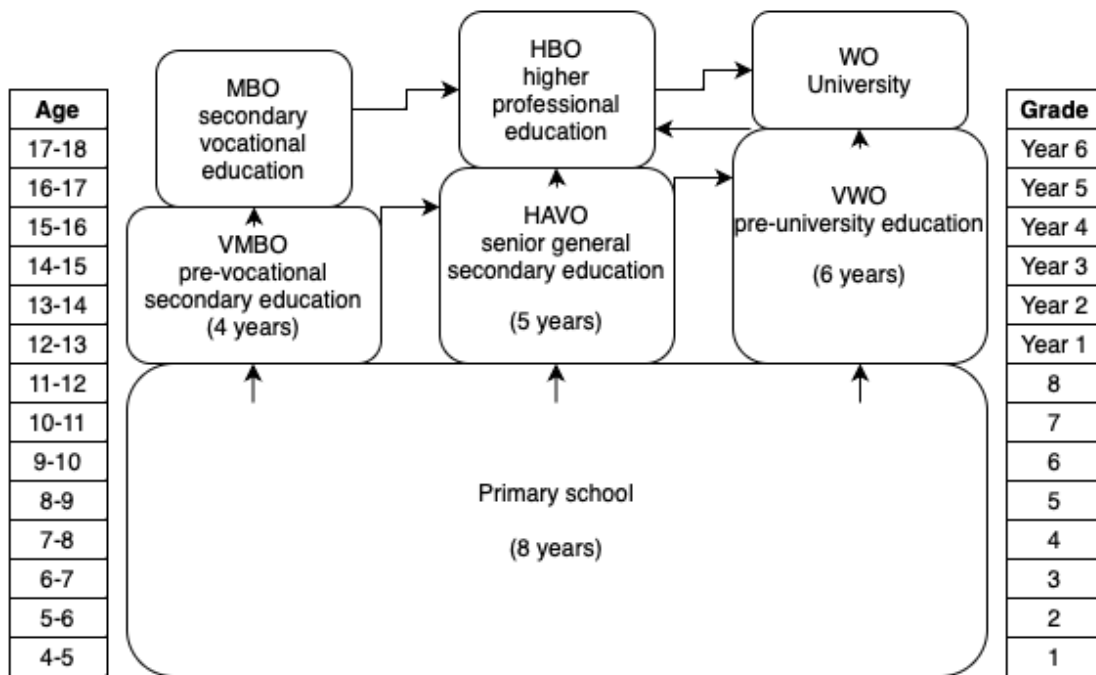 HBO
higher
professional
education
WO
University
MBO
secondary
vocational
education
Age
17-18
16-17
15-16
14-15
13-14
12-13
11-12
10-11
9-10
8-9
7-8
6-7
5-6
4-5
VMBO
pre-vocational
secondary education
(4 years)
HAVO
senior general
secondary education
(5 years)
VWO
pre-university education
(6 years)
Primary school
(8 years)
Grade
Year 6
Year 5
Year 4
Year 3
Year 2
Year 1
8
7
6
5
4
3
2
1